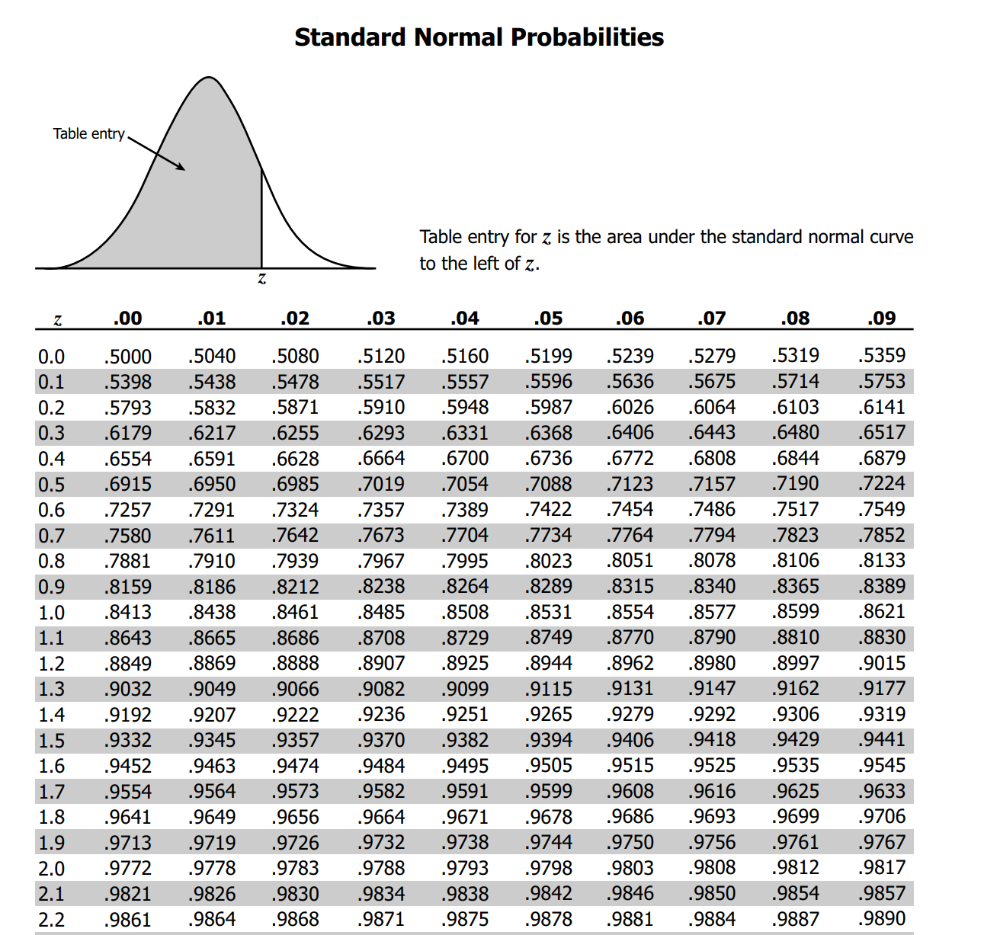 Standard Normal Probabilities
Table entry
Table entry for z is the area under the standard normal curve
to the left of z.
z
z .00 .01 .02 .03 .04 .05 .06 .07 .08 .09
0.0 .5000 .5040 .5080 .5120 .5160 .5199 .5239 .5279 .5319 .5359
0.1 .5398 .5438 .5478 .5517 .5557 .5596 .5636 .5675 .5714 .5753
0.2 .5793 .5832 .5871 .5910 .5948 .5987 .6026 .6064 .6103 .6141
0.3 .6179 .6217 .6255 .6293 .6331 .6368 .6406 .6443 .6480 .6517
0.4 .6554 .6591 .6628 .6664 .6700 .6736 .6772 .6808 .6844 .6879
0.5 .6915 .6950 .6985 .7019 .7054 .7088 .7123 .7157 .7190 .7224
0.6 .7257 .7291 .7324 .7357 .7389 .7422 .7454 .7486 .7517 .7549
0.7 .7580 .7611 .7642 .7673 .7704 .7734 .7764 .7794 .7823 .7852
0.8 .7881 .7910 .7939 .7967 .7995 .8023 .8051 .8078 .8106 .8133
0.9 .8159 .8186 .8212 .8238 .8264 .8289 .8315 .8340 .8365 .8389
1.0 .8413 .8438 .8461 .8485 .8508 .8531 .8554 .8577 .8599 .8621
1.1 .8643 .8665 .8686 .8708 .8729 .8749 .8770 .8790 .8810 .8830
1.2 .8849 .8869 .8888 .8907 .8925 .8944 .8962 .8980 .8997 .9015
1.3 .9032 .9049 .9066 .9082 .9099 .9115 .9131 .9147 .9162 .9177
1.4 .9192 .9207 .9222 .9236 .9251 .9265 .9279 .9292 .9306 .9319
1.5 .9332 .9345 .9357 .9370 .9382 .9394 .9406 .9418 .9429 .9441
1.6 .9452 .9463 .9474 .9484 .9495 .9505 .9515 .9525 .9535 .9545
1.7 .9554 .9564 .9573 .9582 .9591 .9599 .9608 .9616 .9625 .9633
1.8 .9641 .9649 .9656 .9664 .9671 .9678 .9686 .9693 .9699 .9706
1.9 .9713 .9719 .9726 .9732 .9738 .9744 .9750 .9756 .9761 .9767
2.0 .9772 .9778 .9783 .9788 .9793 .9798 .9803 .9808 .9812 .9817
2.1 .9821 .9826 .9830 .9834 .9838 .9842 .9846 .9850 .9854 .9857
2.2 .9861 .9864 .9868 .9871 .9875 .9878 .9881 .9884 .9887 .9890